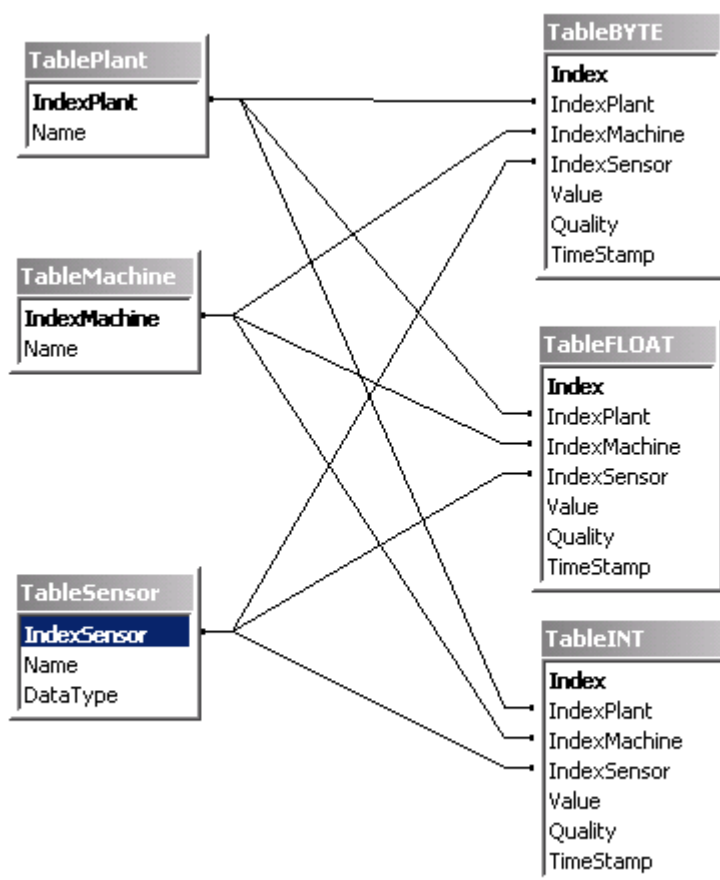 TablePlant
IndexPlant
Name
TableMachine
IndexMachine
Name
TableSensor
IndexSensor
Name
DataType
TableBYTE
Index
IndexPlant
IndexMachine
IndexSensor
Value
Quality
TimeStamp
TableFLOAT
Index
IndexPlant
IndexMachine
IndexSensor
Value
Quality
TimeStamp
TableINT
Index
IndexPlant
IndexMachine
IndexSensor
Value
Quality
TimeStamp